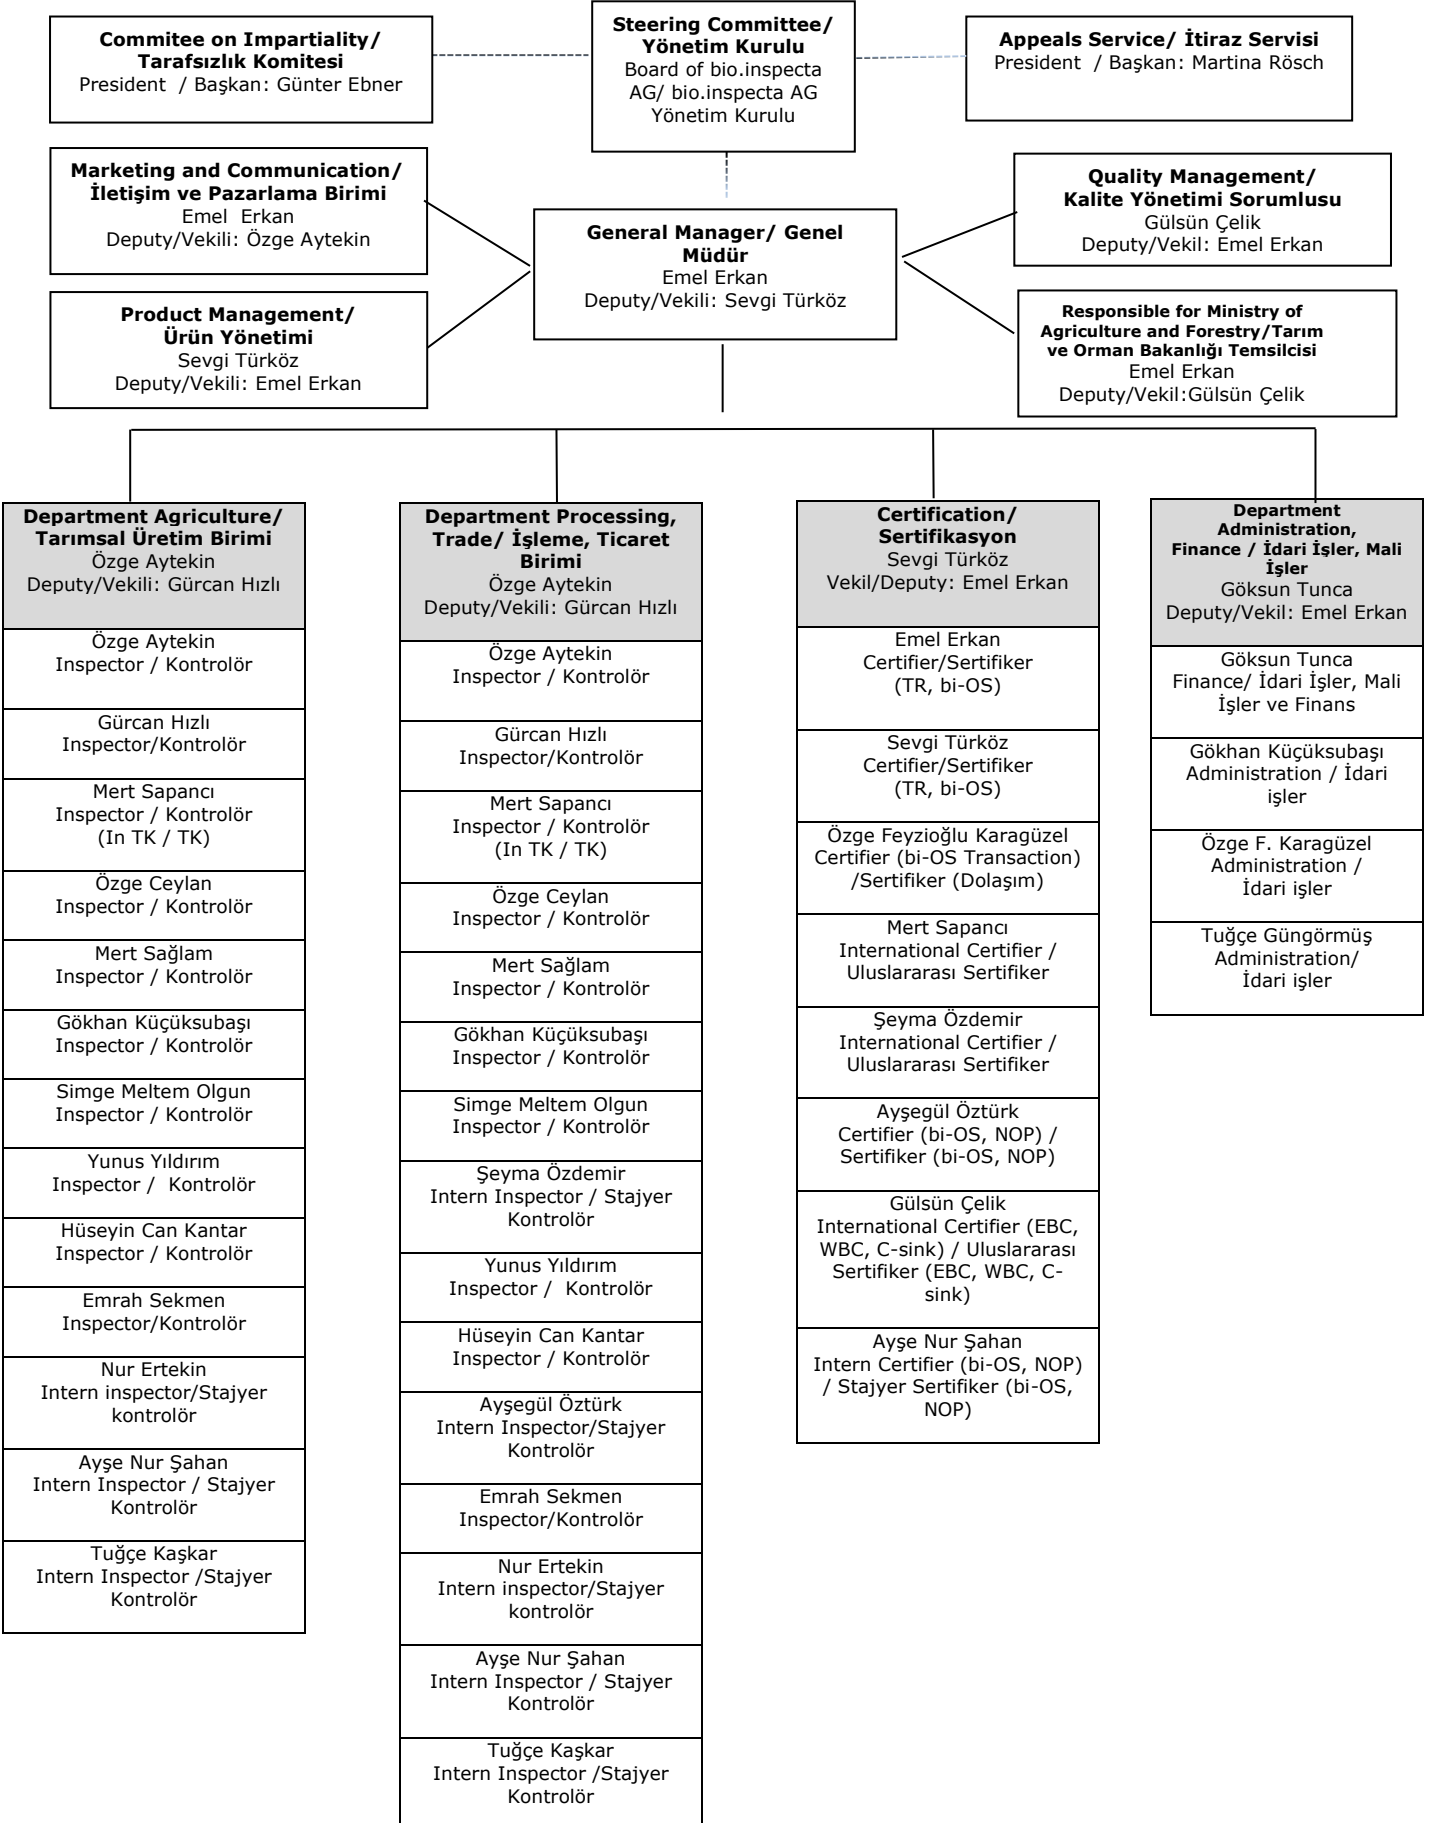 Commitee on Impartiality/
Tarafsızlık Komitesi
President / Başkan: Günter Ebner
Steering Committee/
Yönetim Kurulu
Board of bio.inspecta
AG/ bio.inspecta AG
Yönetim Kurulu
Appeals Service/ İtiraz Servisi
President / Başkan: Martina Rösch
Marketing and Communication/
İletişim ve Pazarlama Birimi
Emel Erkan
Deputy/Vekili: Özge Aytekin
General Manager/ Genel
Müdür
Emel Erkan
Deputy/Vekili: Sevgi Türköz
Quality Management/
Kalite Yönetimi Sorumlusu
Gülsün Çelik
Deputy/Vekil: Emel Erkan
Product Management/
Ürün Yönetimi
Sevgi Türköz
Deputy/Vekili: Emel Erkan
Responsible for Ministry of
Agriculture and Forestry/Tarım
ve Orman Bakanlığı Temsilcisi
Emel Erkan
Deputy/Vekil:Gülsün Çelik
Department Agriculture/
Tarımsal Üretim Birimi
Özge Aytekin
Deputy/Vekili: Gürcan Hızlı
Özge Aytekin
Inspector / Kontrolör
Gürcan Hızlı
Inspector/Kontrolör
Mert Sapancı
Inspector / Kontrolör
(In TK / TK)
Özge Ceylan
Inspector / Kontrolör
Mert Sağlam
Inspector / Kontrolör
Gökhan Küçüksubaşı
Inspector / Kontrolör
Simge Meltem Olgun
Inspector / Kontrolör
Yunus Yıldırım
Inspector / Kontrolör
Hüseyin Can Kantar
Inspector / Kontrolör
Emrah Sekmen
Inspector/Kontrolör
Nur Ertekin
Intern inspector/Stajyer
kontrolör
Ayşe Nur Şahan
Intern Inspector / Stajyer
Kontrolör
Tuğçe Kaşkar
Intern Inspector /Stajyer
Kontrolör
Department Processing,
Trade/ İşleme, Ticaret
Birimi
Özge Aytekin
Deputy/Vekili: Gürcan Hızlı
Özge Aytekin
Inspector / Kontrolör
Gürcan Hızlı
Inspector/Kontrolör
Mert Sapancı
Inspector / Kontrolör
(In TK / TK)
Özge Ceylan
Inspector / Kontrolör
Mert Sağlam
Inspector / Kontrolör
Gökhan Küçüksubaşı
Inspector / Kontrolör
Simge Meltem Olgun
Inspector / Kontrolör
Şeyma Özdemir
Intern Inspector / Stajyer
Kontrolör
Yunus Yıldırım
Inspector / Kontrolör
Hüseyin Can Kantar
Inspector / Kontrolör
Ayşegül Öztürk
Intern Inspector/Stajyer
Kontrolör
Emrah Sekmen
Inspector/Kontrolör
Nur Ertekin
Intern inspector/Stajyer
kontrolör
Ayşe Nur Şahan
Intern Inspector / Stajyer
Kontrolör
Tuğçe Kaşkar
Intern Inspector /Stajyer
Kontrolör
Certification/
Sertifikasyon
Sevgi Türköz
Vekil/Deputy: Emel Erkan
Emel Erkan
Certifier/Sertifiker
(TR, bi-OS)
Sevgi Türköz
Certifier/Sertifiker
(TR, bi-OS)
Özge Feyzioğlu Karagüzel
Certifier (bi-OS Transaction)
/Sertifiker (Dolaşım)
Mert Sapancı
International Certifier /
Uluslararası Sertifiker
Şeyma Özdemir
International Certifier /
Uluslararası Sertifiker
Ayşegül Öztürk
Certifier (bi-OS, NOP) /
Sertifiker (bi-OS, NOP)
Gülsün Çelik
International Certifier (EBC,
WBC, C-sink) / Uluslararası
Sertifiker (EBC, WBC, C-
sink)
Ayşe Nur Şahan
Intern Certifier (bi-OS, NOP)
/ Stajyer Sertifiker (bi-OS,
NOP)
Department
Administration,
Finance / İdari İşler, Mali
İşler
Göksun Tunca
Deputy/Vekil: Emel Erkan
Göksun Tunca
Finance/ İdari İşler, Mali
İşler ve Finans
Gökhan Küçüksubaşı
Administration / İdari
işler
Özge F. Karagüzel
Administration /
İdari işler
Tuğçe Güngörmüş
Administration/
İdari işler